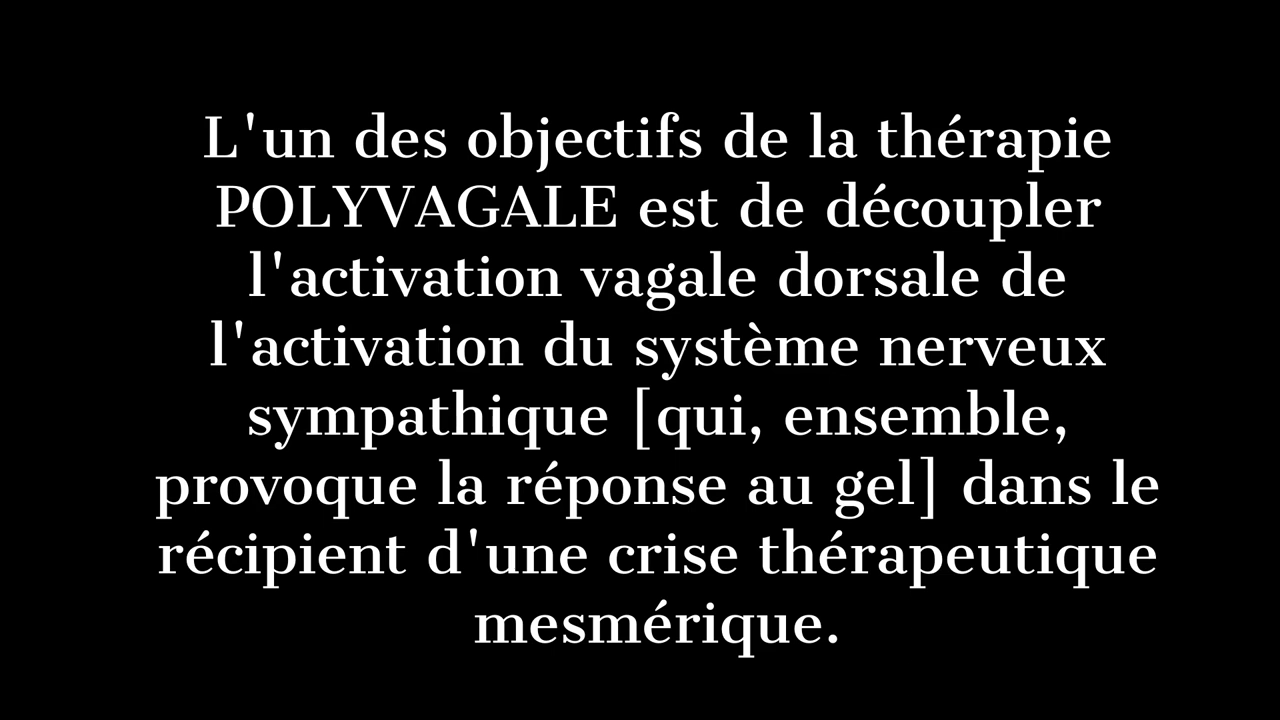 L'un des objectifs de la thérapie
POLYVAGALE est de découpler
l'activation vagale dorsale de
l'activation du système nerveux
sympathique [qui, ensemble,
provoque la réponse au gel] dans le
récipient d'une crise thérapeutique
mesmérique.